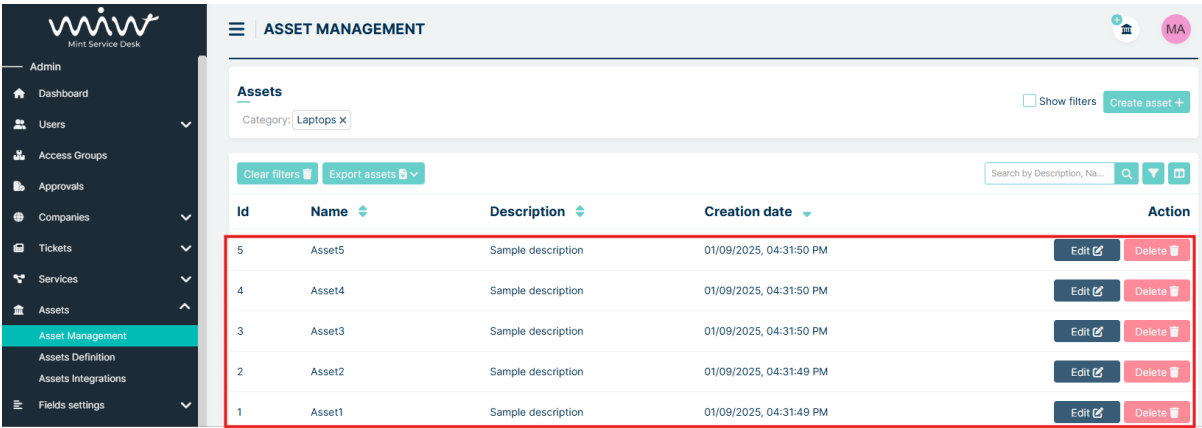 miNt
Mint Service Desk
Admin
Dashboard
Users
Access Groups
Approvals
Companies
Tickets
Services
Assets
Asset Management
Assets Definition
Assets Integrations
Fields settings
ASSET MANAGEMENT
MA
Assets
Category: Laptops ×
Show filters Create asset +
Clear filters Export assets Search by Description, Na...
Id Name Description Creation date Action
5 Asset5 Sample description 01/09/2025, 04:31:50 PM Edit Delete
4 Asset4 Sample description 01/09/2025, 04:31:50 PM Edit Delete
3 Asset3 Sample description 01/09/2025, 04:31:50 PM Edit Delete
2 Asset2 Sample description 01/09/2025, 04:31:49 PM Edit Delete
1 Asset1 Sample description 01/09/2025, 04:31:49 PM Edit Delete